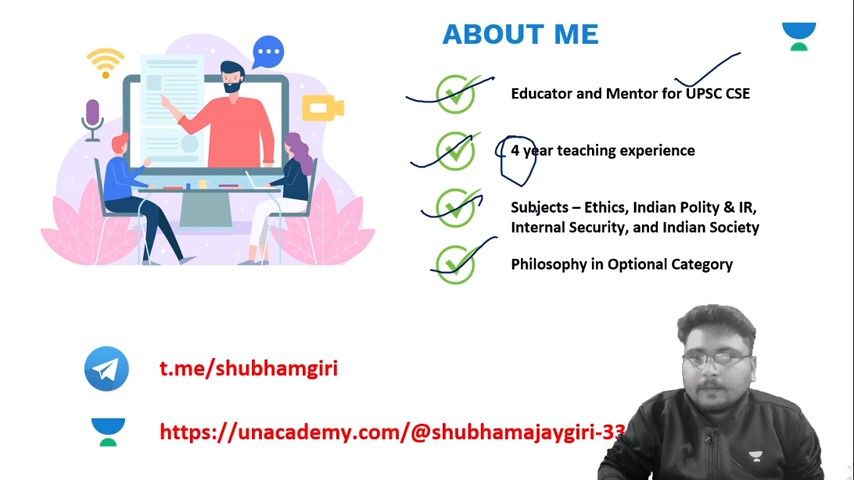 ABOUT ME
Educator and Mentor for UPSC CSE
4 year teaching experience
Subjects – Ethics, Indian Polity & IR,
Internal Security, and Indian Society
Philosophy in Optional Category
t.me/shubhamgiri
https://unacademy.com/@shubhamajaygiri-33